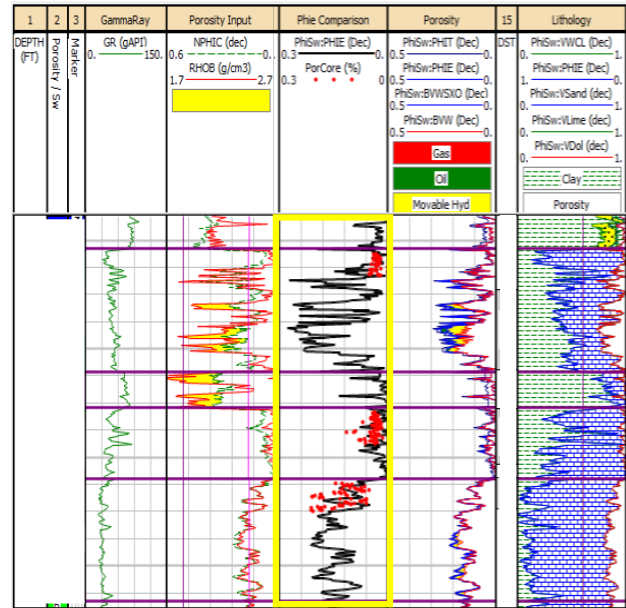 1 2 3 GammaRay Porosity Input Phie Comparison Porosity 15 Lithology
DEPTH (FT)
Porosity / Sw
Marker
GR (gAPI)
0. 150.
NPHIC (dec)
0.6 -0.
RHOB (g/cm3)
1.7 2.7
PhiSw:PHIE (Dec)
0.3 0.
PorCore (%)
0.3 0
PhiSw:PHIT (Dec)
0.5 0.
PhiSw:PHIE (Dec)
0.5 0.
PhiSw:BVWSXO (Dec)
0.5 0.
PhiSw:BVW (Dec)
0.5 0.
Gas
Oil
Movable Hyd
DST
PhiSw:VWCL (Dec)
0. 1.
PhiSw:PHIE (Dec)
1. 0.
PhiSw:VSand (Dec)
0. 1.
PhiSw:VLime (dec)
0. 1.
PhiSw:VDol (dec)
0. 1.
Clay
Porosity